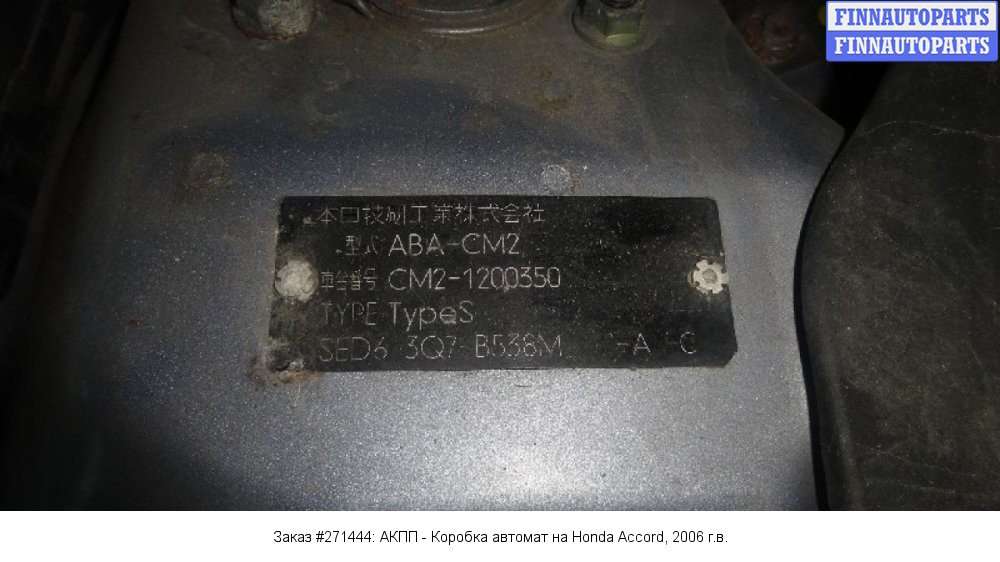 FINNAUTOPARTS
FINNAUTOPARTS
本田技研工業株式会社
型式 ABA-CM2
車台番号 CM2-1200350
TYPE TypeS
SED6 3Q7 B538M -A -C
Заказ #271444: АКПП - Коробка автомат на Honda Accord, 2006 г.в.